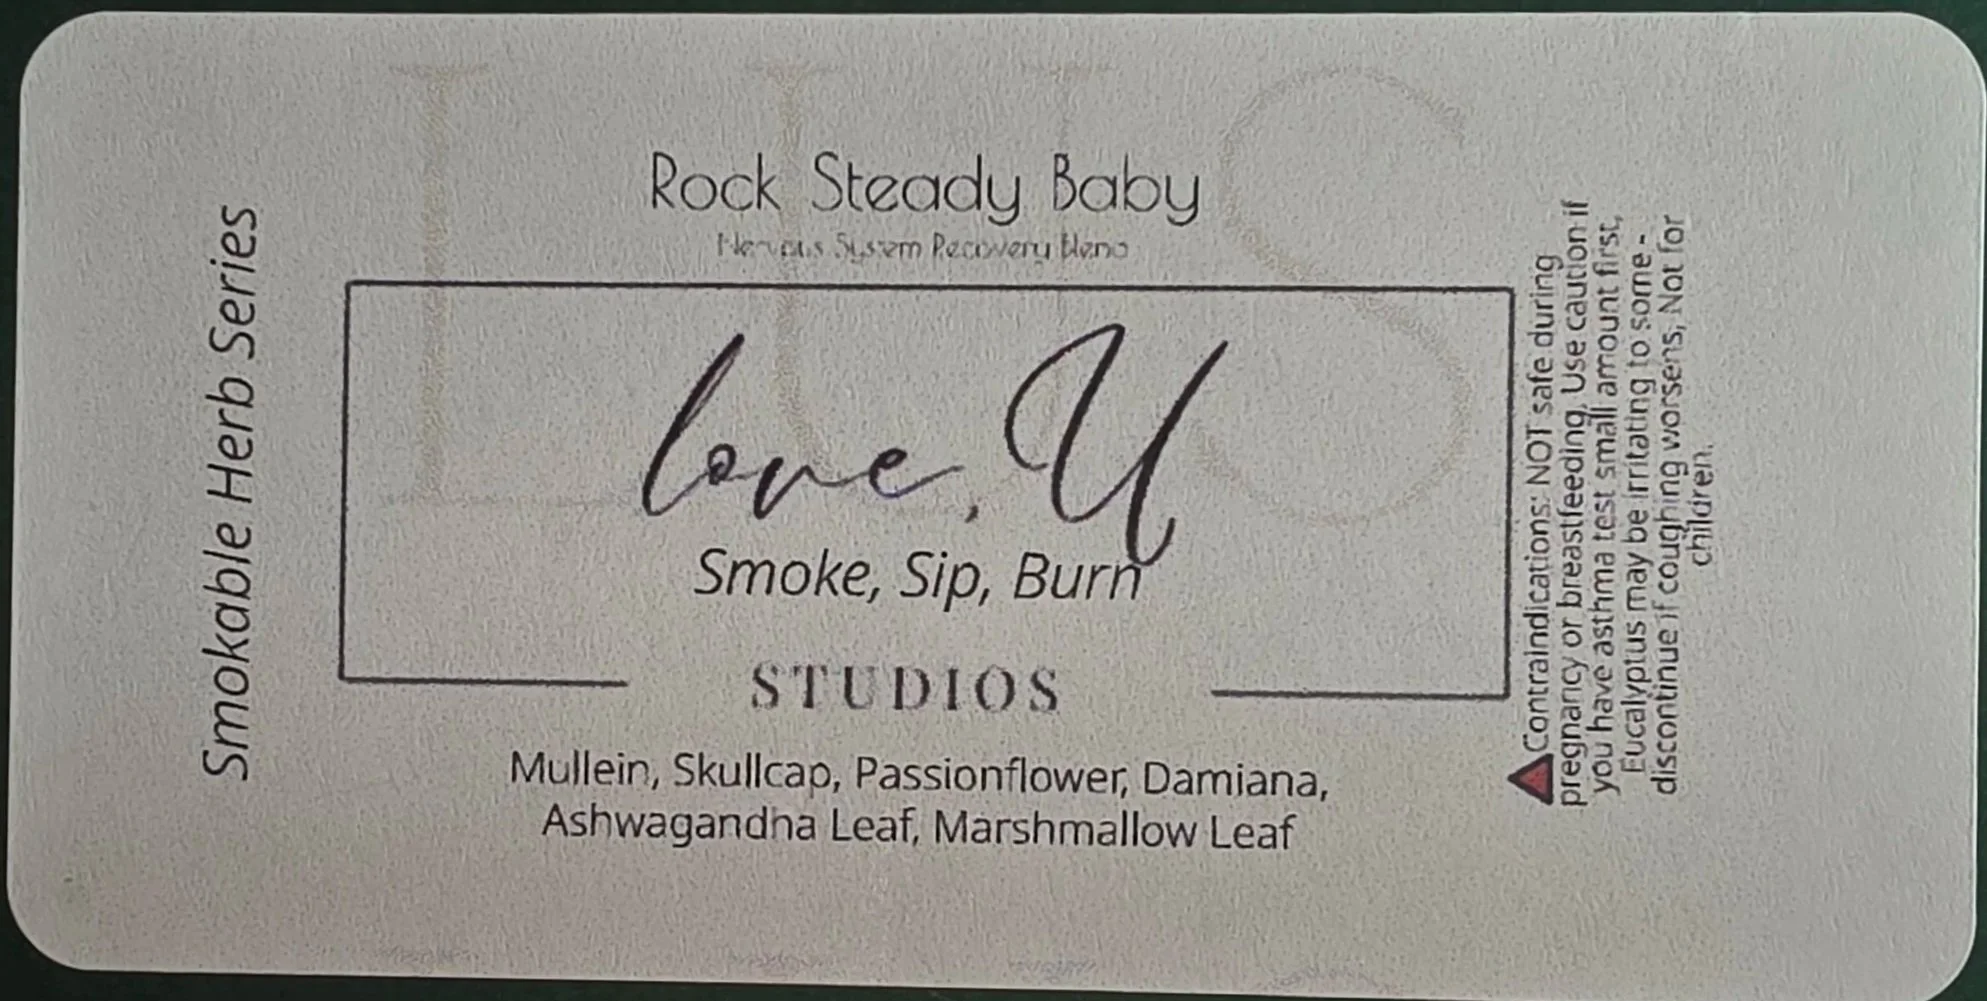 Smokable Herb Series
Rock Steady Baby
Nervous System Recovery Blend
love, U
Smoke, Sip, Burn
STUDIOS
Mullein, Skullcap, Passionflower, Damiana,
Ashwagandha Leaf, Marshmallow Leaf
Contraindications: NOT safe during
pregnancy or breastfeeding. Use caution if
you have asthma test small amount first,
Eucalyptus may be irritating to some -
discontinue if coughing worsens, Not for
children.
LUS